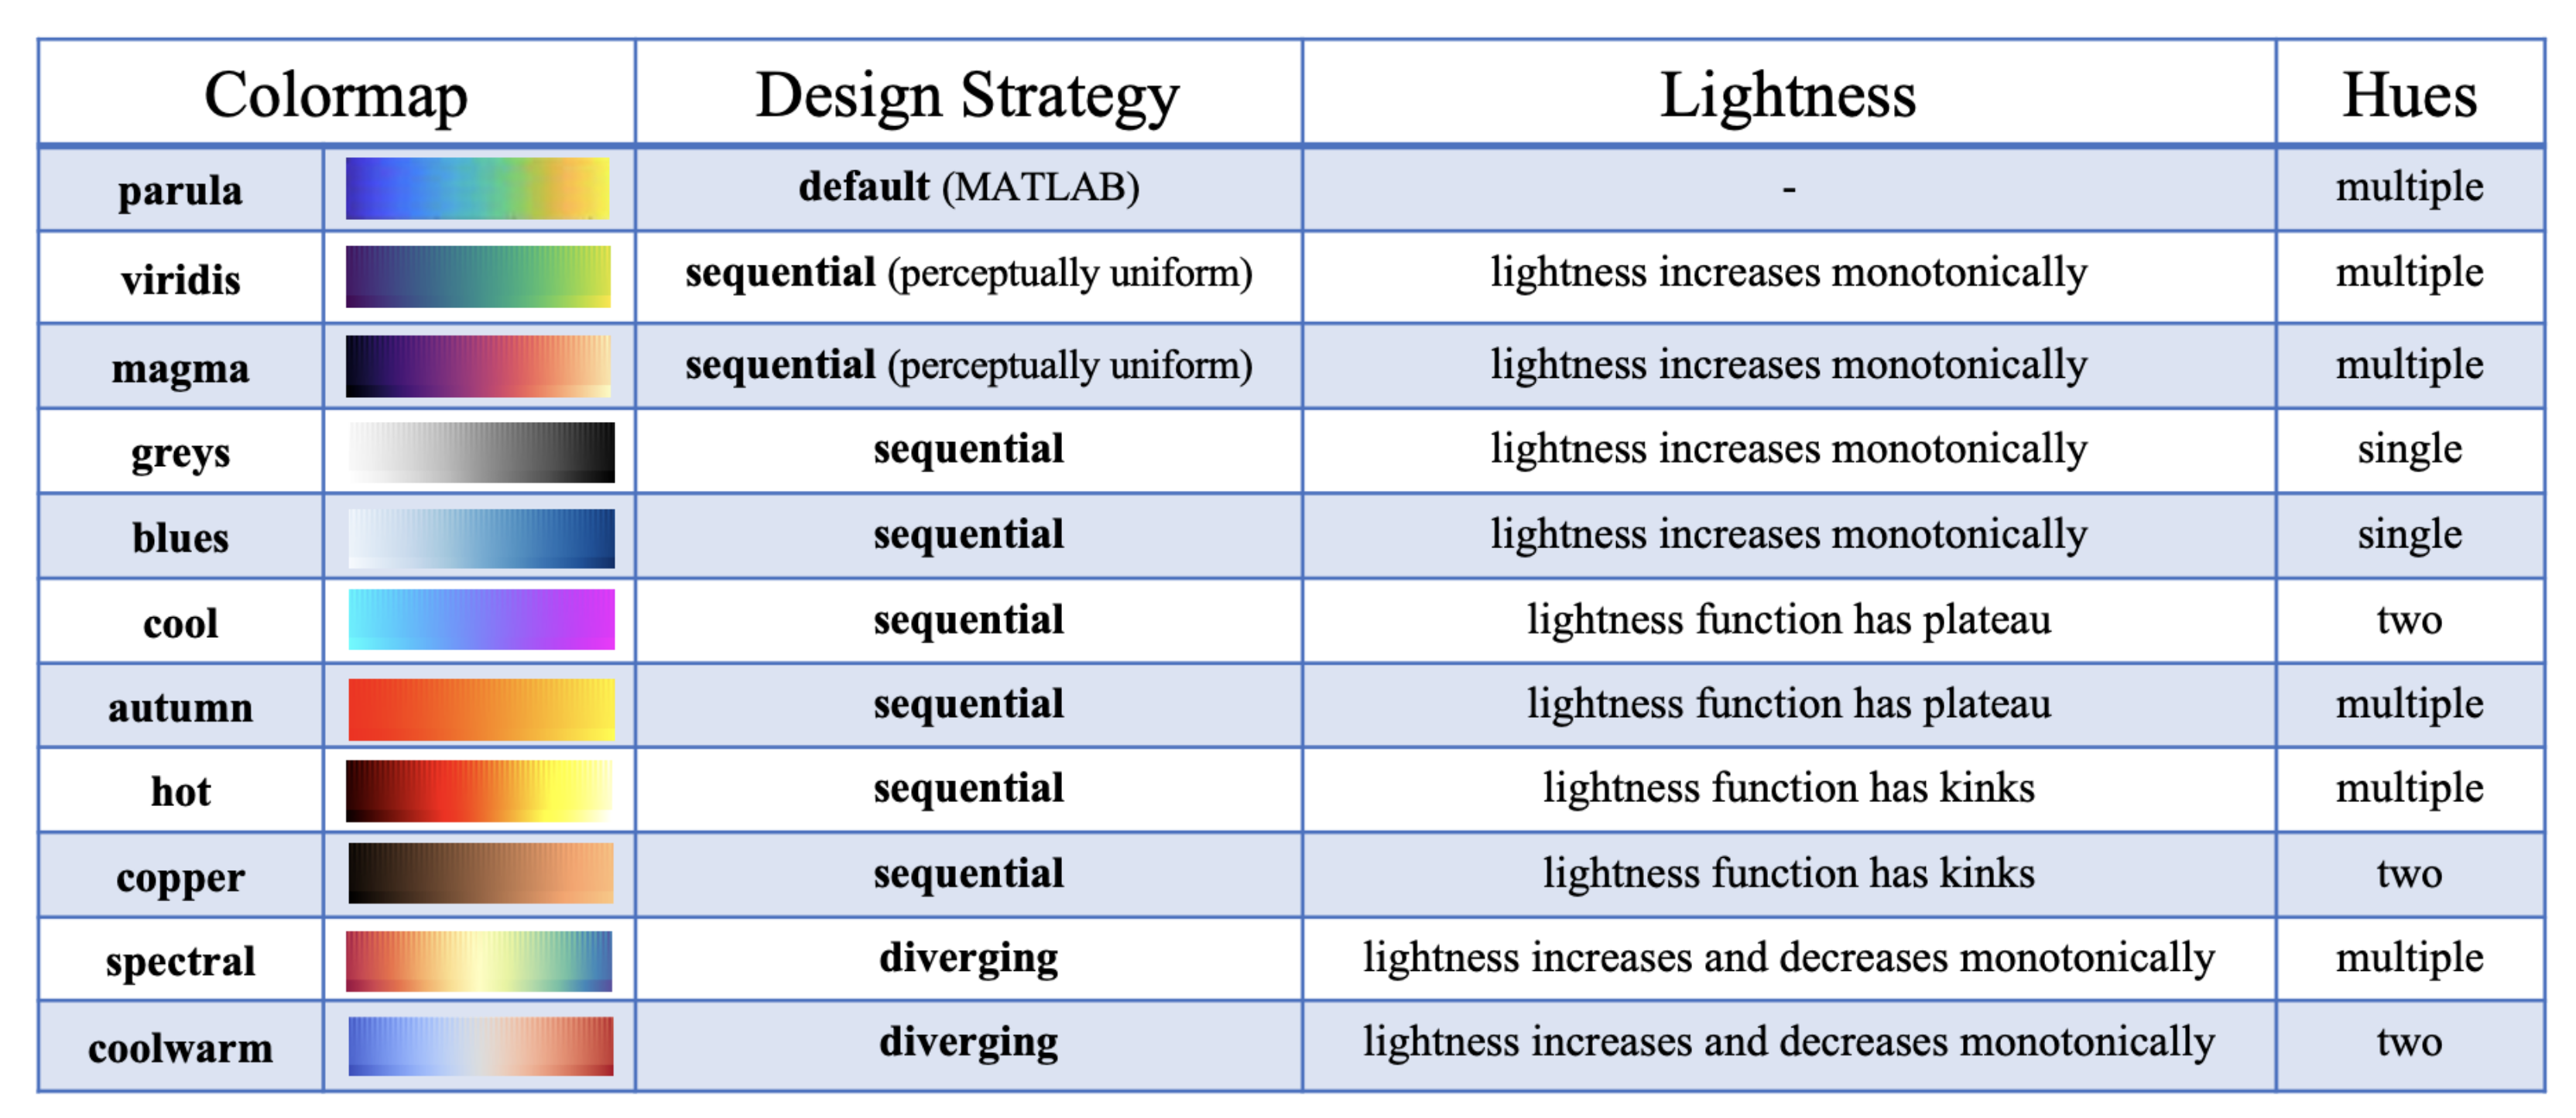 Colormap Design Strategy Lightness Hues
parula default (MATLAB) - multiple
viridis sequential (perceptually uniform) lightness increases monotonically multiple
magma sequential (perceptually uniform) lightness increases monotonically multiple
greys sequential lightness increases monotonically single
blues sequential lightness increases monotonically single
cool sequential lightness function has plateau two
autumn sequential lightness function has plateau multiple
hot sequential lightness function has kinks multiple
copper sequential lightness function has kinks two
spectral diverging lightness increases and decreases monotonically multiple
coolwarm diverging lightness increases and decreases monotonically two